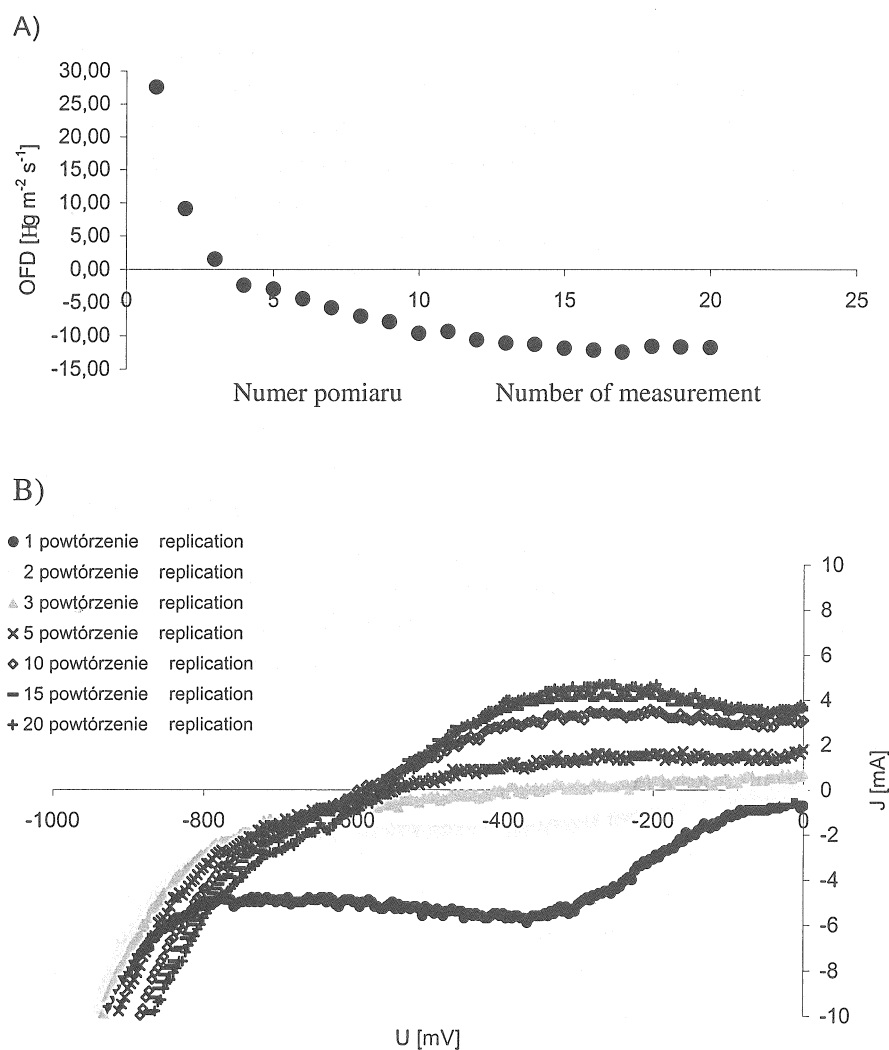 A)
30,00
25,00
20,00
15,00
10,00
5,00
0,00
-5,00
-10,00
-15,00
OFD [Hg m⁻² s⁻¹]
0 5 10 15 20 25
Numer pomiaru Number of measurement
B)
1 powtórzenie replication
2 powtórzenie replication
3 powtórzenie replication
5 powtórzenie replication
10 powtórzenie replication
15 powtórzenie replication
20 powtórzenie replication
10
8
6
4
2
0
-2
-4
-6
-8
-10
J [mA]
-1000 -800 -600 -400 -200 0
U [mV]